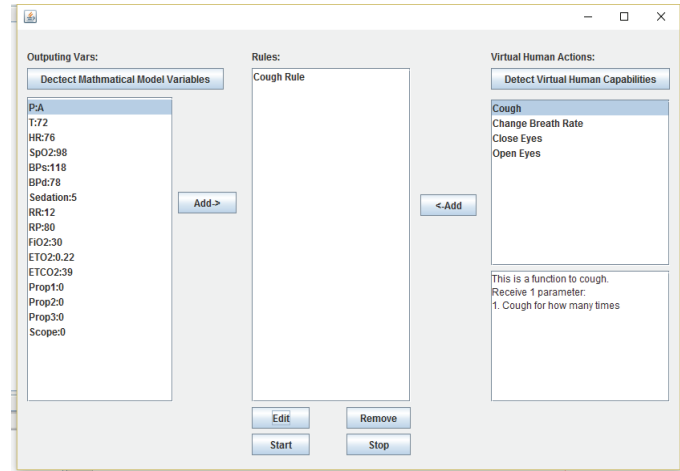 Outputing Vars:
Dectect Mathmatical Model Variables
P:A
T:72
HR:76
SpO2:98
BPs:118
BPd:78
Sedation:5
RR:12
RP:80
FiO2:30
ETO2:0.22
ETCO2:39
Prop1:0
Prop2:0
Prop3:0
Scope:0
Add->
Rules:
Cough Rule
Edit
Remove
Start
Stop
<-Add
Virtual Human Actions:
Detect Virtual Human Capabilities
Cough
Change Breath Rate
Close Eyes
Open Eyes
This is a function to cough.
Receive 1 parameter:
1. Cough for how many times